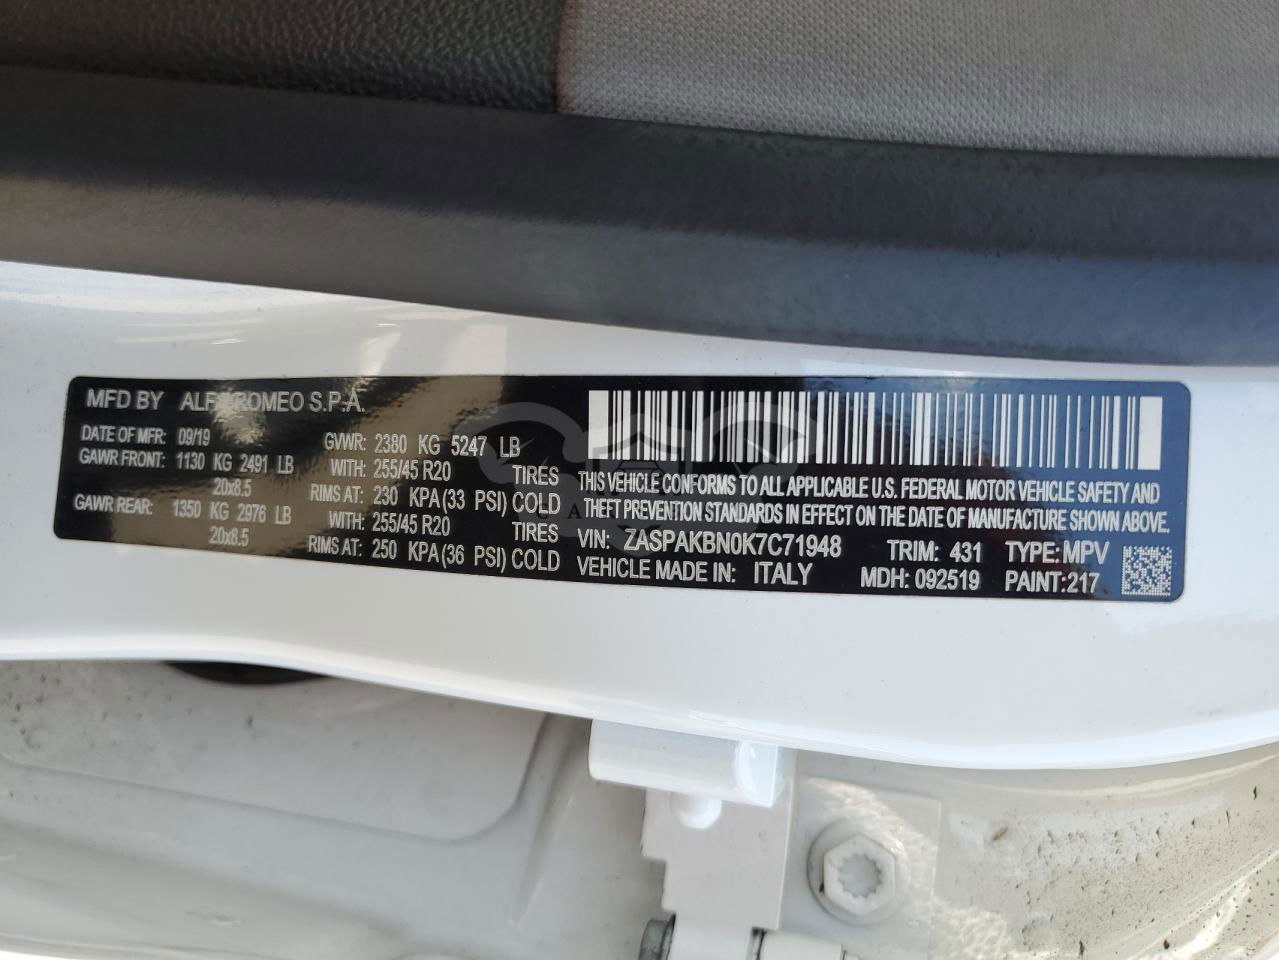 MFD BY ALFA ROMEO S.P.A.
DATE OF MFR: 09/19 GVWR: 2380 KG 5247 LB
GAWR FRONT: 1130 KG 2491 LB WITH: 255/45 R20 TIRES
20x8.5 RIMS AT: 230 KPA(33 PSI) COLD
GAWR REAR: 1350 KG 2976 LB WITH: 255/45 R20 TIRES
20x8.5 RIMS AT: 250 KPA(36 PSI) COLD
THIS VEHICLE CONFORMS TO ALL APPLICABLE U.S. FEDERAL MOTOR VEHICLE SAFETY AND
THEFT PREVENTION STANDARDS IN EFFECT ON THE DATE OF MANUFACTURE SHOWN ABOVE.
VIN: ZASPAKBN0K7C71948 TRIM: 431 TYPE: MPV
VEHICLE MADE IN: ITALY MDH: 092519 PAINT:217